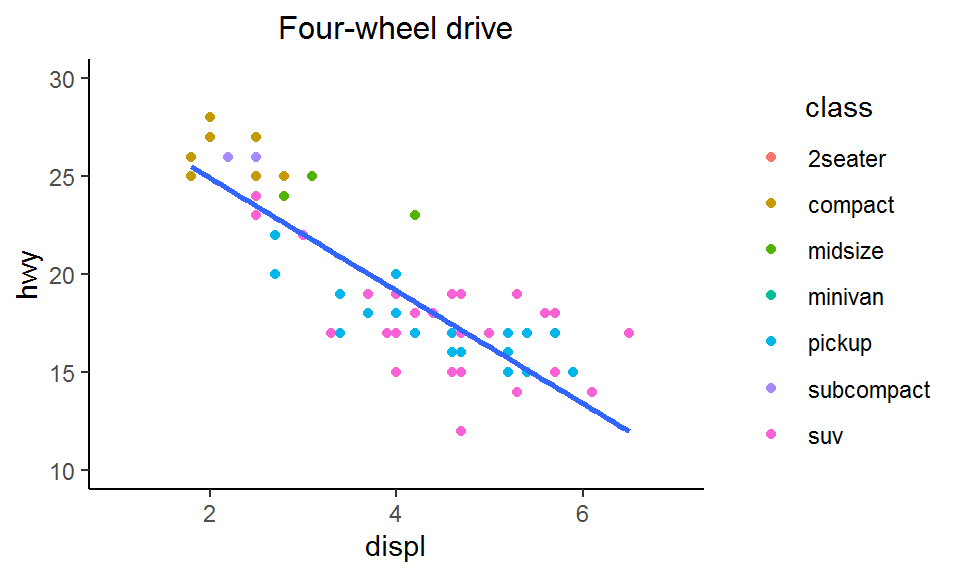 Four-wheel drive
hwy
30
25
20
15
10
2
4
6
displ
class
2seater
compact
midsize
minivan
pickup
subcompact
suv